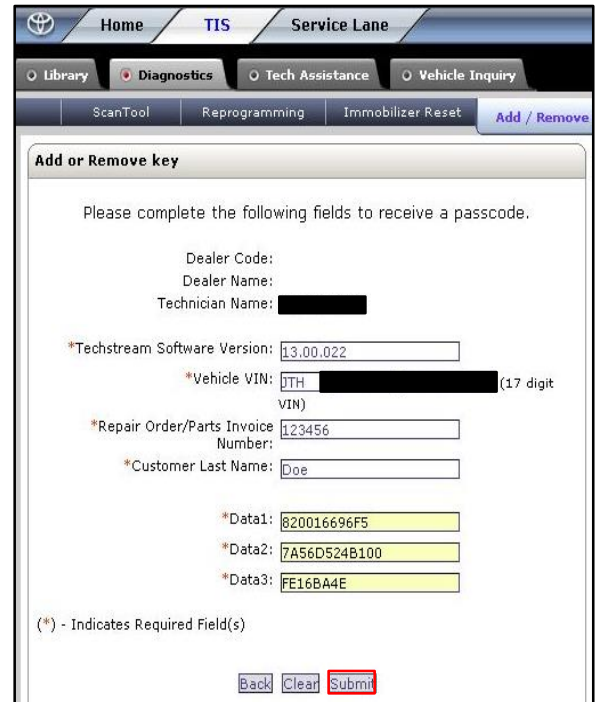 Home TIS Service Lane
Library Diagnostics Tech Assistance Vehicle Inquiry
ScanTool Reprogramming Immobilizer Reset Add / Remove
Add or Remove key
Please complete the following fields to receive a passcode.
Dealer Code:
Dealer Name:
Technician Name:
*Techstream Software Version: 13.00.022
*Vehicle VIN: JTH (17 digit
VIN)
*Repair Order/Parts Invoice 123456
Number:
*Customer Last Name: Doe
*Data1: 820016696F5
*Data2: 7A56D524B100
*Data3: FE16BA4E
(*) - Indicates Required Field(s)
Back Clear Submit